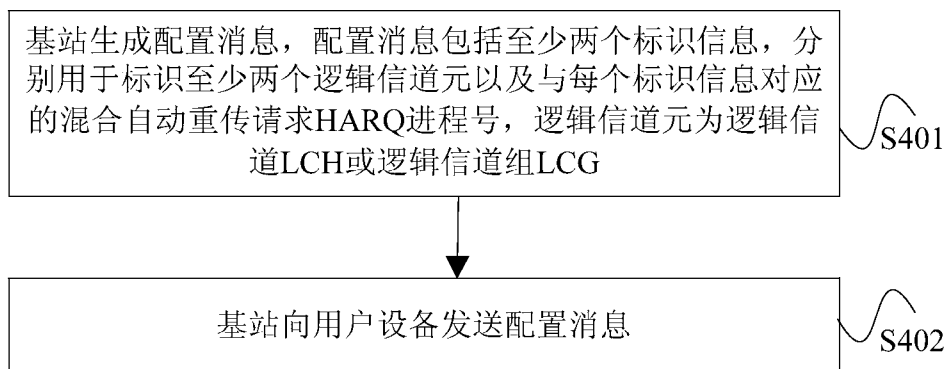 基站生成配置消息，配置消息包括至少两个标识信息，分
别用于标识至少两个逻辑信道元以及与每个标识信息对应
的混合自动重传请求HARQ进程号，逻辑信道元为逻辑信
道LCH或逻辑信道组LCG
S401
基站向用户设备发送配置消息
S402